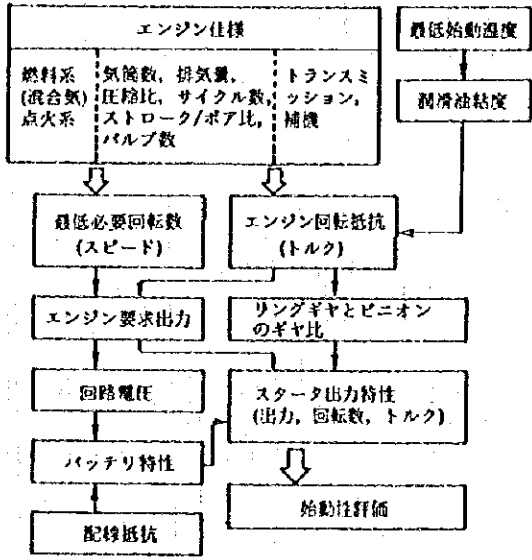 エンジン仕様
燃料系
(混合気)
点火系
気筒数, 排気量,
圧縮比, サイクル数,
ストローク/ボア比,
バルブ数
トランスミ
ッション,
補機
最低始動温度
潤滑油粘度
最低必要回転数
(スピード)
エンジン回転抵抗
(トルク)
エンジン要求出力
リングギヤとピニオン
のギヤ比
回路電圧
スタータ出力特性
(出力, 回転数, トルク)
バッテリ特性
始動性評価
配線抵抗